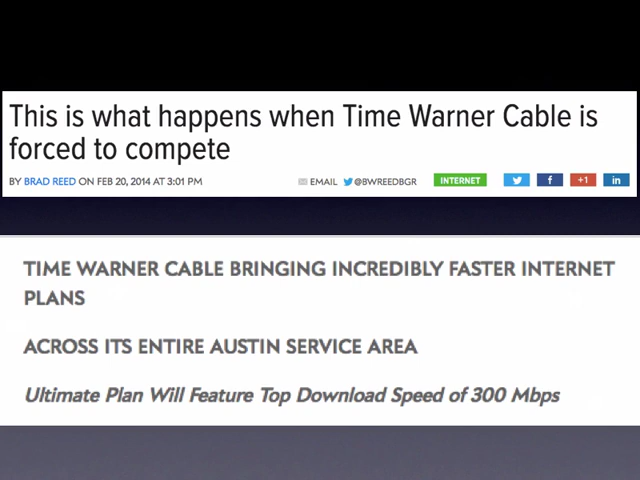 This is what happens when Time Warner Cable is
forced to compete
BY BRAD REED ON FEB 20, 2014 AT 3:01 PM EMAIL @BWREEDBGR INTERNET f +1 in
TIME WARNER CABLE BRINGING INCREDIBLY FASTER INTERNET
PLANS
ACROSS ITS ENTIRE AUSTIN SERVICE AREA
Ultimate Plan Will Feature Top Download Speed of 300 Mbps